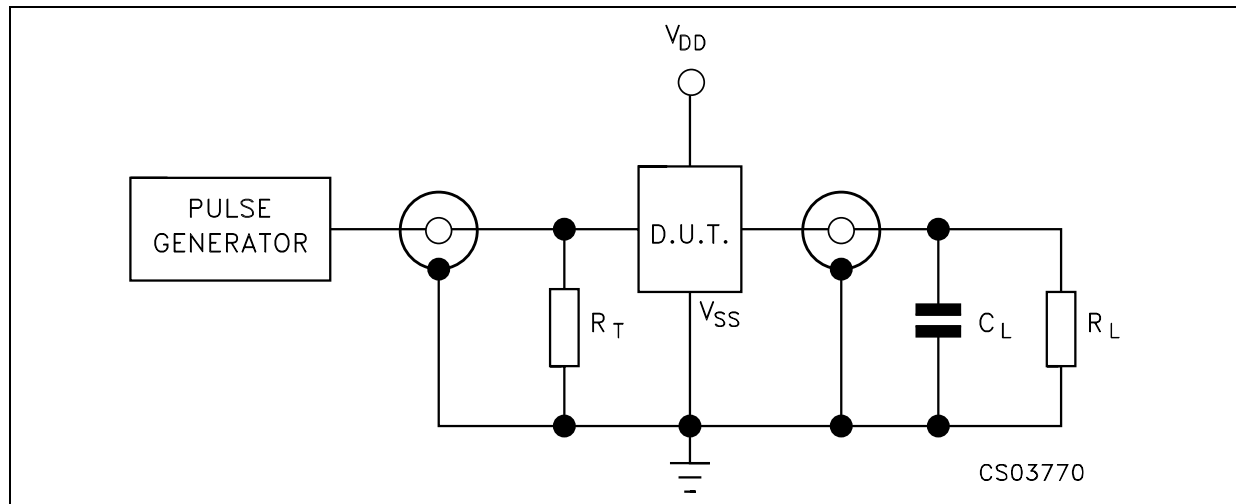 VDD
PULSE
GENERATOR
D.U.T.
RT
VSS
CL
RL
CS03770